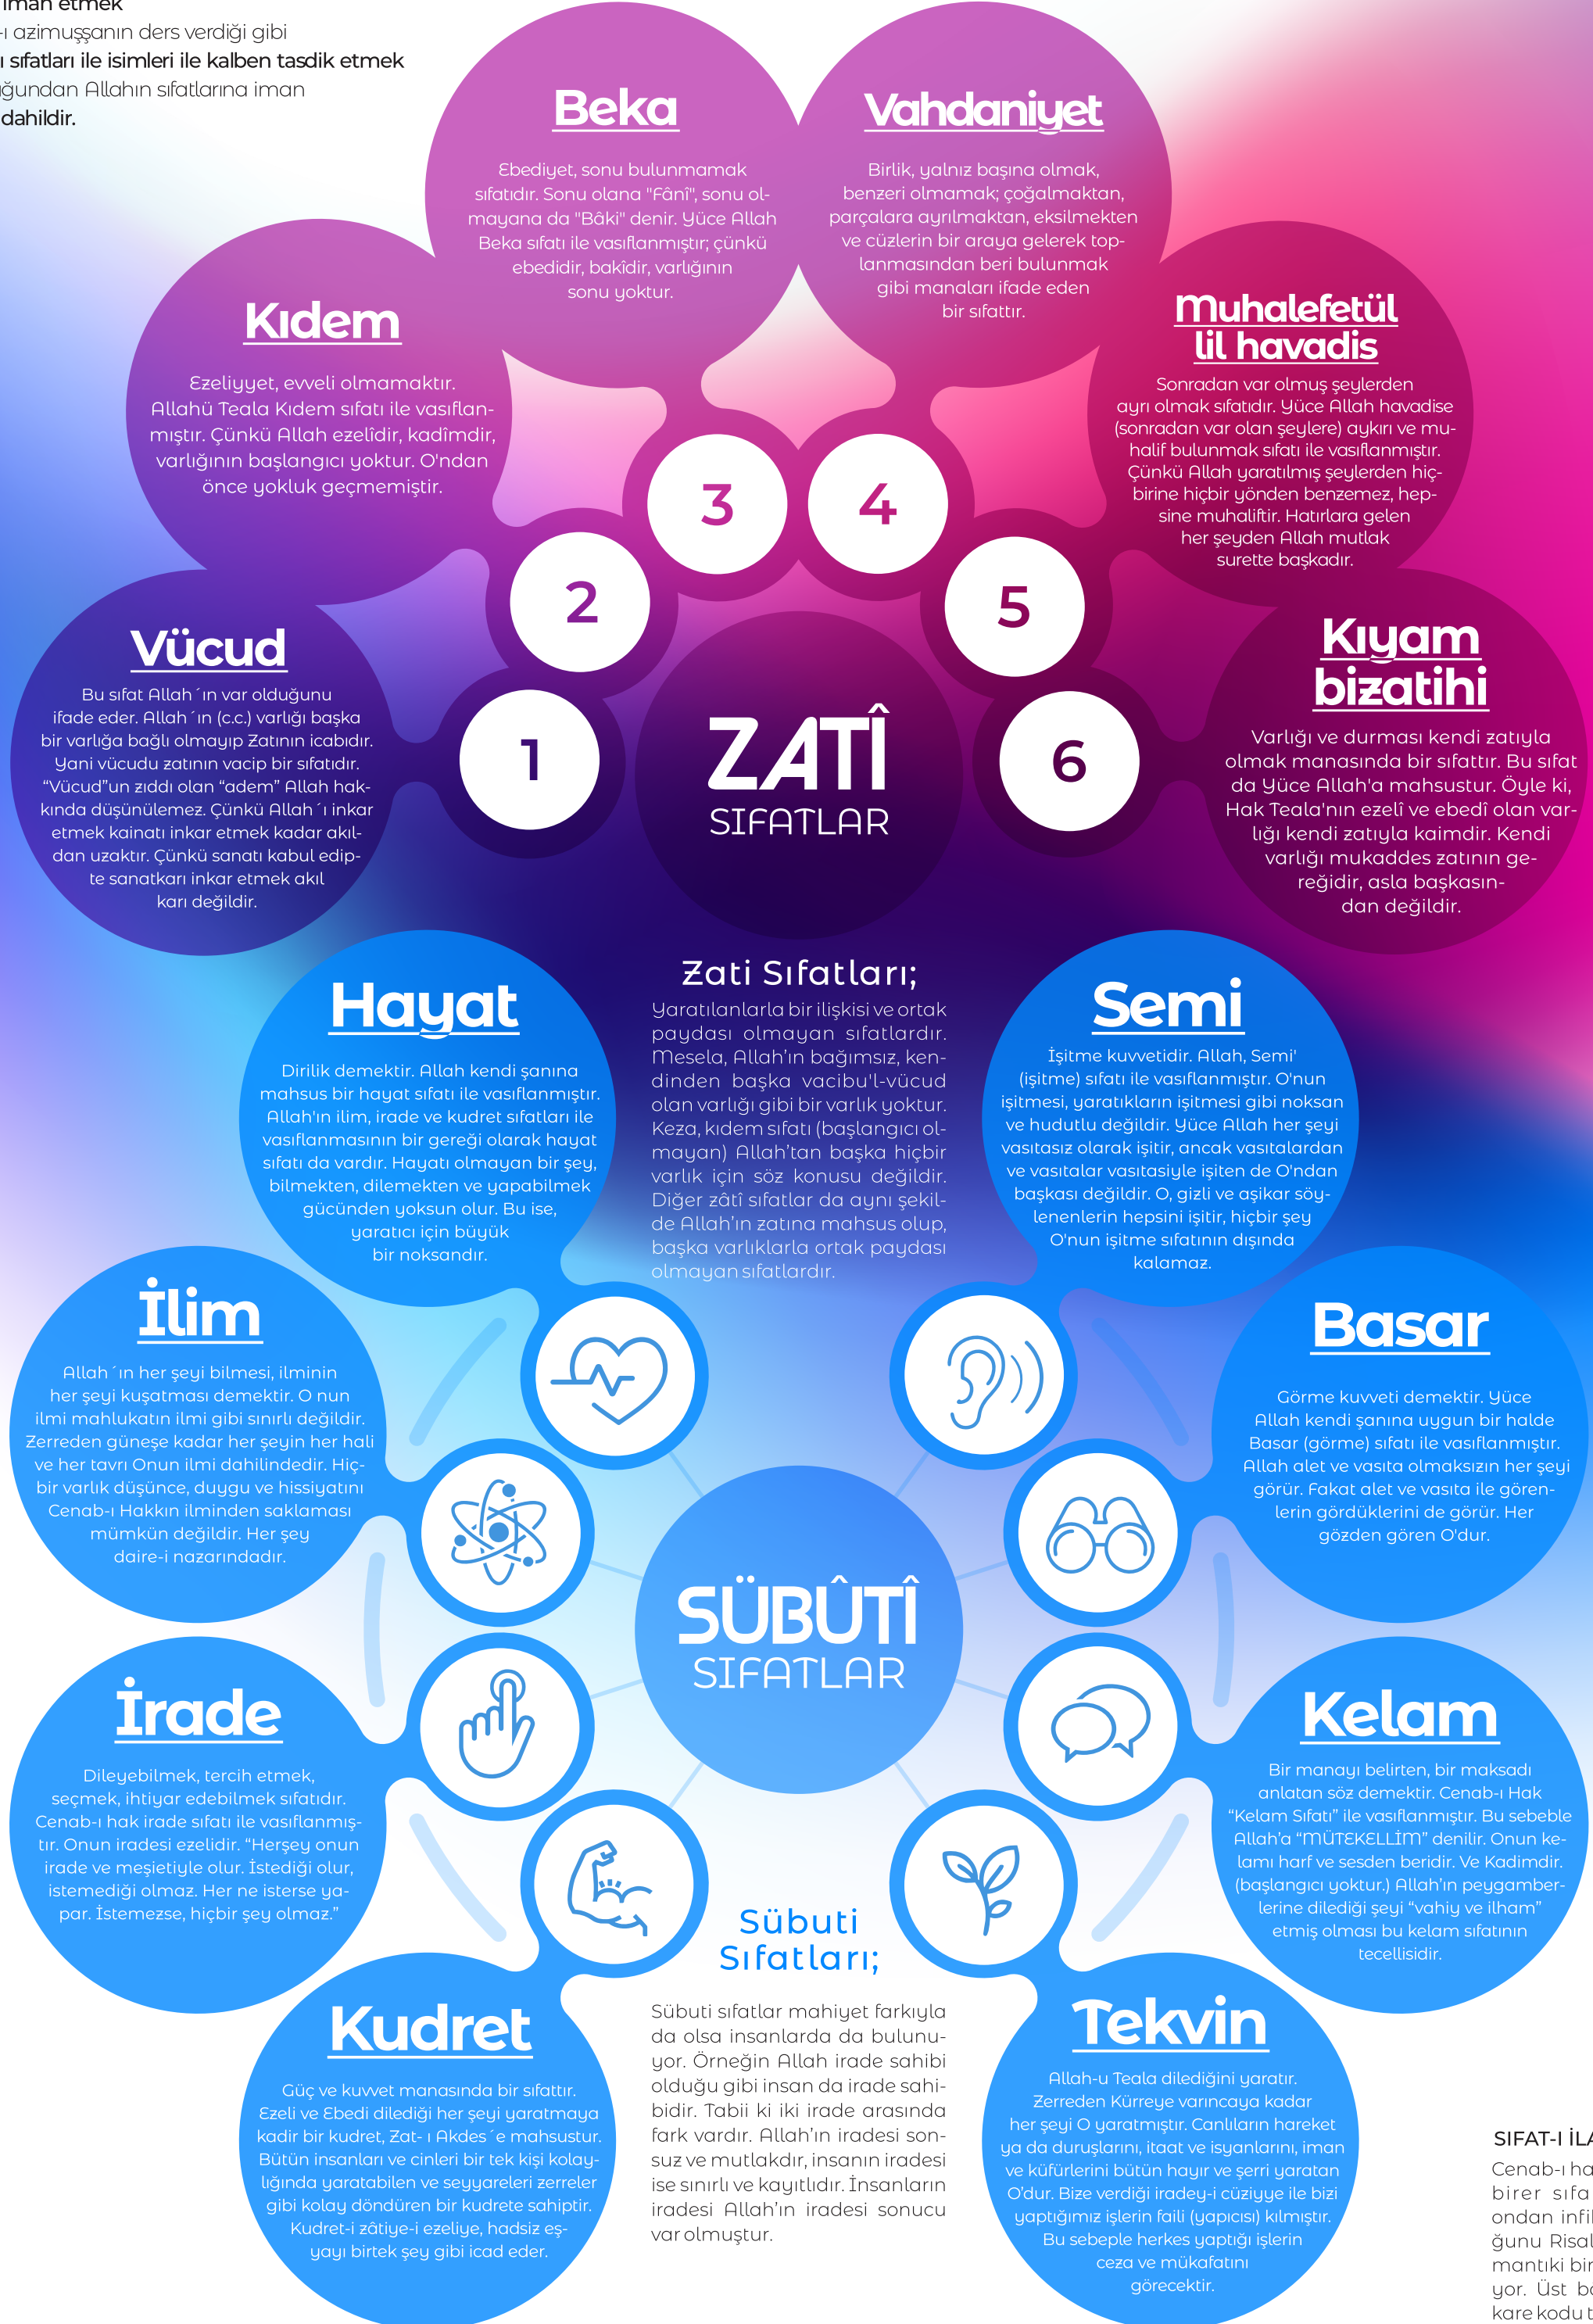 iman etmek
-ı azimuşşanın ders verdiği gibi
ı sıfatları ile isimleri ile kalben tasdik etmek
ğundan Allahın sıfatlarına iman
dahildir.
Beka
Ebediyet, sonu bulunmamak
sıfatıdır. Sonu olana "Fânî", sonu ol-
mayana da "Bâki" denir. Yüce Allah
Beka sıfatı ile vasıflanmıştır; çünkü
ebedidir, bakîdir, varlığının
sonu yoktur.
Vahdaniyet
Birlik, yalnız başına olmak,
benzeri olmamak; çoğalmaktan,
parçalara ayrılmaktan, eksilmekten
ve cüzlerin bir araya gelerek top-
lanmasından beri bulunmak
gibi manaları ifade eden
bir sıfattır.
Kıdem
Ezeliyyet, evveli olmamaktır.
Allahü Teala Kıdem sıfatı ile vasıflan-
mıştır. Çünkü Allah ezelîdir, kadîmdir,
varlığının başlangıcı yoktur. O'ndan
önce yokluk geçmemiştir.
Muhalefetül
lil havadis
Sonradan var olmuş şeylerden
ayrı olmak sıfatıdır. Yüce Allah havadise
(sonradan var olan şeylere) aykırı ve mu-
halif bulunmak sıfatı ile vasıflanmıştır.
Çünkü Allah yaratılmış şeylerden hiç-
birine hiçbir yönden benzemez, hep-
sine muhaliftir. Hatırlara gelen
her şeyden Allah mutlak
surette başkadır.
Vücud
Bu sıfat Allah´ın var olduğunu
ifade eder. Allah´ın (c.c.) varlığı başka
bir varlığa bağlı olmayıp Zatının icabıdır.
Yani vücudu zatının vacip bir sıfatıdır.
“Vücud”un zıddı olan “adem” Allah hak-
kında düşünülemez. Çünkü Allah´ı inkar
etmek kainatı inkar etmek kadar akıl-
dan uzaktır. Çünkü sanatı kabul edip-
te sanatkarı inkar etmek akıl
karı değildir.
Kıyam
bizatihi
Varlığı ve durması kendi zatıyla
olmak manasında bir sıfattır. Bu sıfat
da Yüce Allah'a mahsustur. Öyle ki,
Hak Teala'nın ezelî ve ebedî olan var-
lığı kendi zatıyla kaimdir. Kendi
varlığı mukaddes zatının ge-
reğidir, asla başkasın-
dan değildir.
1
2
3
4
5
6
ZATÎ
SIFATLAR
Zati Sıfatları;
Yaratılanlarla bir ilişkisi ve ortak
paydası olmayan sıfatlardır.
Mesela, Allah’ın bağımsız, ken-
dinden başka vacibu'l-vücud
olan varlığı gibi bir varlık yoktur.
Keza, kıdem sıfatı (başlangıcı ol-
mayan) Allah’tan başka hiçbir
varlık için söz konusu değildir.
Diğer zâtî sıfatlar da aynı şekil-
de Allah’ın zatına mahsus olup,
başka varlıklarla ortak paydası
olmayan sıfatlardır.
Hayat
Dirilik demektir. Allah kendi şanına
mahsus bir hayat sıfatı ile vasıflanmıştır.
Allah'ın ilim, irade ve kudret sıfatları ile
vasıflanmasının bir gereği olarak hayat
sıfatı da vardır. Hayatı olmayan bir şey,
bilmekten, dilemekten ve yapabilmek
gücünden yoksun olur. Bu ise,
yaratıcı için büyük
bir noksandır.
Semi
İşitme kuvvetidir. Allah, Semi'
(işitme) sıfatı ile vasıflanmıştır. O'nun
işitmesi, yaratıkların işitmesi gibi noksan
ve hudutlu değildir. Yüce Allah her şeyi
vasıtasız olarak işitir, ancak vasıtalardan
ve vasıtalar vasıtasiyle işiten de O'ndan
başkası değildir. O, gizli ve aşikar söy-
lenenlerin hepsini işitir, hiçbir şey
O'nun işitme sıfatının dışında
kalamaz.
İlim
Allah´ın her şeyi bilmesi, ilminin
her şeyi kuşatması demektir. O nun
ilmi mahlukatın ilmi gibi sınırlı değildir.
Zerreden güneşe kadar her şeyin her hali
ve her tavrı Onun ilmi dahilindedir. Hiç-
bir varlık düşünce, duygu ve hissiyatını
Cenab-ı Hakkın ilminden saklaması
mümkün değildir. Her şey
daire-i nazarındadır.
Basar
Görme kuvveti demektir. Yüce
Allah kendi şanına uygun bir halde
Basar (görme) sıfatı ile vasıflanmıştır.
Allah alet ve vasıta olmaksızın her şeyi
görür. Fakat alet ve vasıta ile gören-
lerin gördüklerini de görür. Her
gözden gören O'dur.
SÜBÛTÎ
SIFATLAR
İrade
Dileyebilmek, tercih etmek,
seçmek, ihtiyar edebilmek sıfatıdır.
Cenab-ı hak irade sıfatı ile vasıflanmış-
tır. Onun iradesi ezelidir. “Herşey onun
irade ve meşietiyle olur. İstediği olur,
istemediği olmaz. Her ne isterse ya-
par. İstemezse, hiçbir şey olmaz.”
Kelam
Bir manayı belirten, bir maksadı
anlatan söz demektir. Cenab-ı Hak
“Kelam Sıfatı” ile vasıflanmıştır. Bu sebeble
Allah’a “MÜTEKELLİM” denilir. Onun ke-
lamı harf ve sesden beridir. Ve Kadimdir.
(başlangıcı yoktur.) Allah’ın peygamber-
lerine dilediği şeyi “vahiy ve ilham”
etmiş olması bu kelam sıfatının
tecellisidir.
Kudret
Güç ve kuvvet manasında bir sıfattır.
Ezeli ve Ebedi dilediği her şeyi yaratmaya
kadir bir kudret, Zat- ı Akdes´e mahsustur.
Bütün insanları ve cinleri bir tek kişi kolay-
lığında yaratabilen ve seyyareleri zerreler
gibi kolay döndüren bir kudrete sahiptir.
Kudret-i zâtiye-i ezeliye, hadsiz eş-
yayı birtek şey gibi icad eder.
Sübuti
Sıfatları;
Sübuti sıfatlar mahiyet farkıyla
da olsa insanlarda da bulunu-
yor. Örneğin Allah irade sahibi
olduğu gibi insan da irade sahi-
bidir. Tabii ki iki irade arasında
fark vardır. Allah’ın iradesi son-
suz ve mutlakdır, insanın iradesi
ise sınırlı ve kayıtlıdır. İnsanların
iradesi Allah’ın iradesi sonucu
var olmuştur.
Tekvin
Allah-u Teala dilediğini yaratır.
Zerreden Kürreye varıncaya kadar
her şeyi O yaratmıştır. Canlıların hareket
ya da duruşlarını, itaat ve isyanlarını, iman
ve küfürlerini bütün hayır ve şerri yaratan
O’dur. Bize verdiği iradey-i cüziyye ile bizi
yaptığımız işlerin faili (yapıcısı) kılmıştır.
Bu sebeple herkes yaptığı işlerin
ceza ve mükafatını
görecektir.
SIFAT-I İLA
Cenab-ı ha
birer sıfa
ondan infi
ğunu Risal
mantıki bir
yor. Üst b
kare kodu t